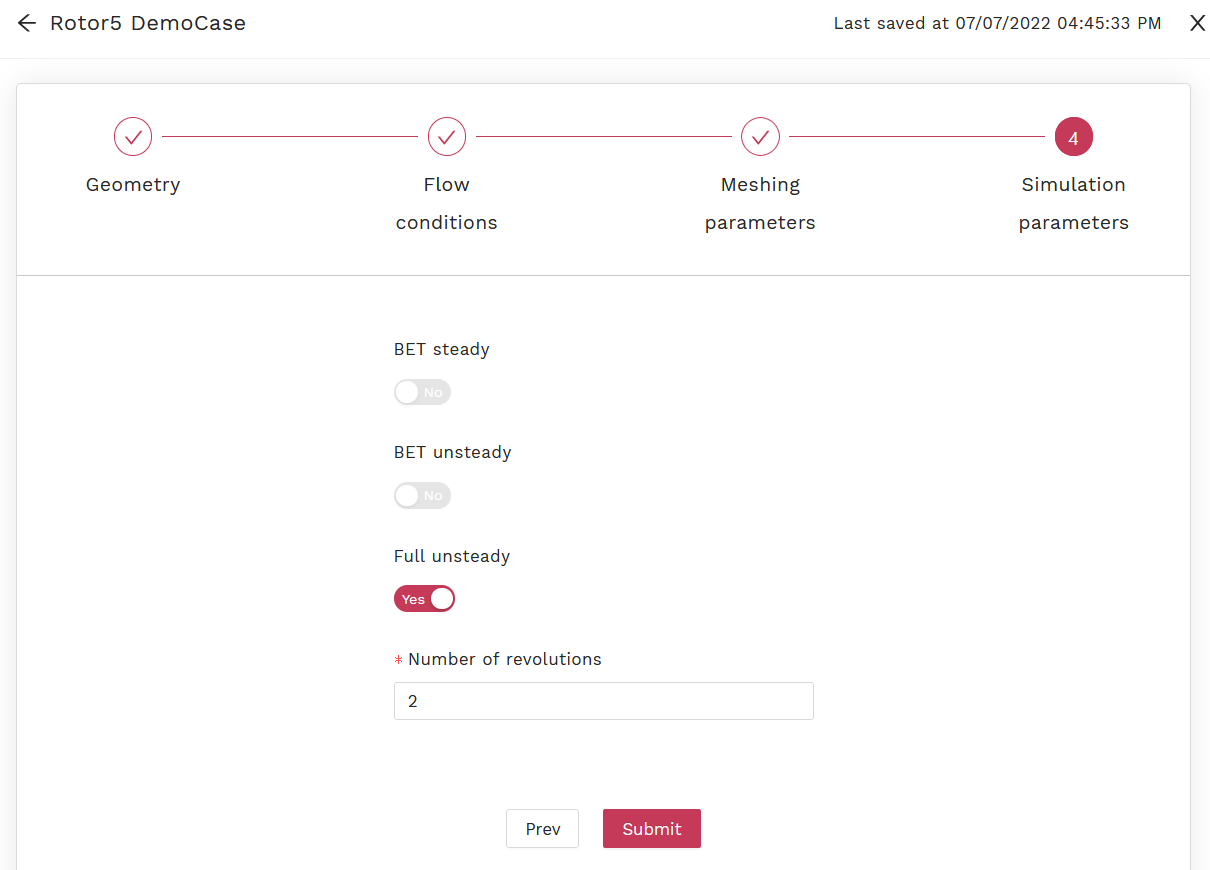 Rotor5 DemoCase
Last saved at 07/07/2022 04:45:33 PM
X
4
Geometry
Flow
conditions
Meshing
parameters
Simulation
parameters
BET steady
No
BET unsteady
No
Full unsteady
Yes
* Number of revolutions
2
Prev
Submit